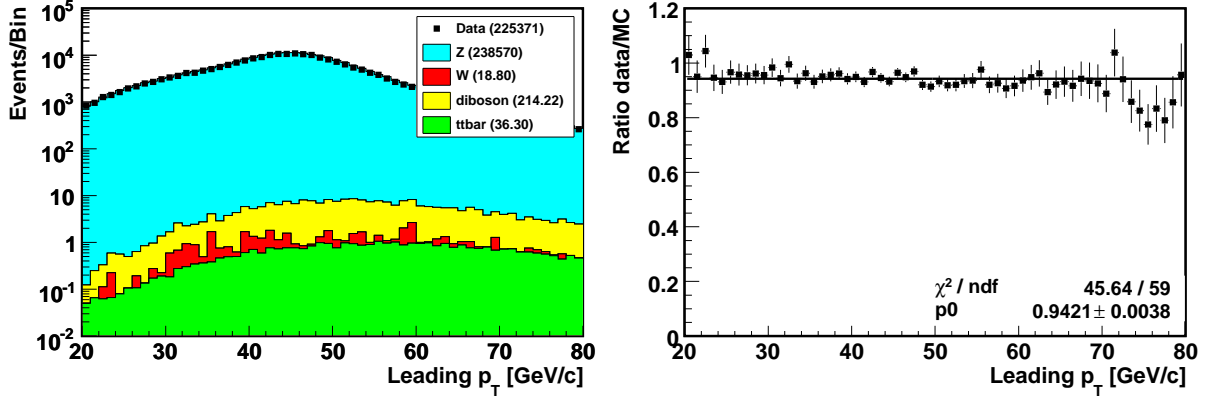 Events/Bin
10^5
10^4
10^3
10^2
10
1
10^-1
10^-2
20 30 40 50 60 70 80
Leading p_T [GeV/c]
Data (225371)
Z (238570)
W (18.80)
diboson (214.22)
ttbar (36.30)
Ratio data/MC
1.2
1
0.8
0.6
0.4
0.2
0
20 30 40 50 60 70 80
Leading p_T [GeV/c]
χ² / ndf 45.64 / 59
p0 0.9421 ± 0.0038